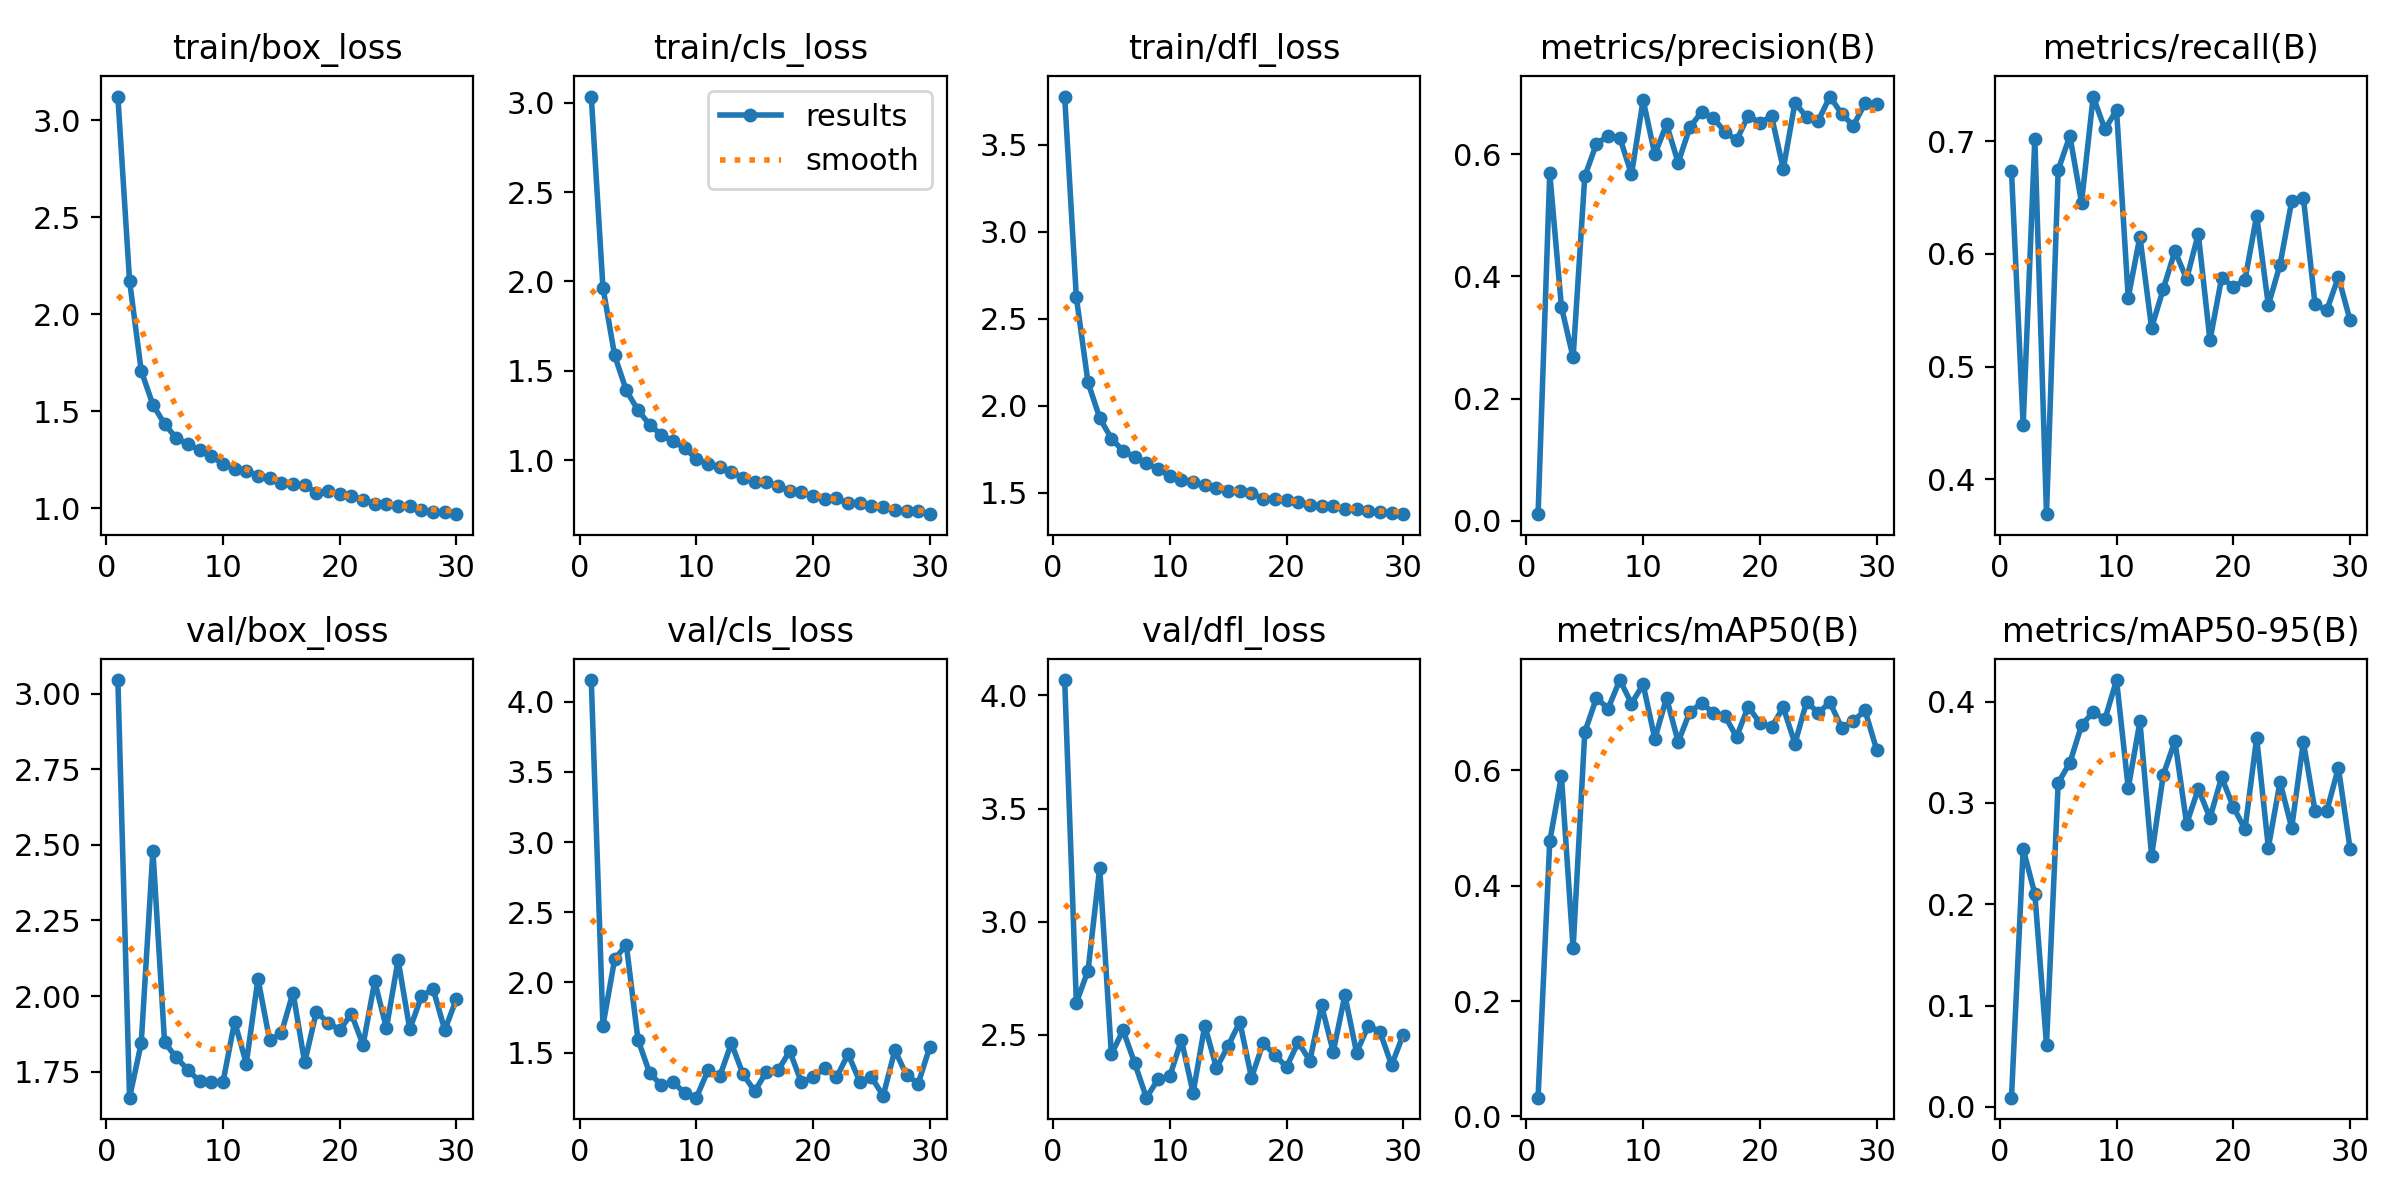 train/box_loss
3.0
2.5
2.0
1.5
1.0
0 10 20 30
train/cls_loss
results
smooth
3.0
2.5
2.0
1.5
1.0
0 10 20 30
train/dfl_loss
3.5
3.0
2.5
2.0
1.5
0 10 20 30
metrics/precision(B)
0.6
0.4
0.2
0.0
0 10 20 30
metrics/recall(B)
0.7
0.6
0.5
0.4
0 10 20 30
val/box_loss
3.00
2.75
2.50
2.25
2.00
1.75
0 10 20 30
val/cls_loss
4.0
3.5
3.0
2.5
2.0
1.5
0 10 20 30
val/dfl_loss
4.0
3.5
3.0
2.5
0 10 20 30
metrics/mAP50(B)
0.6
0.4
0.2
0.0
0 10 20 30
metrics/mAP50-95(B)
0.4
0.3
0.2
0.1
0.0
0 10 20 30